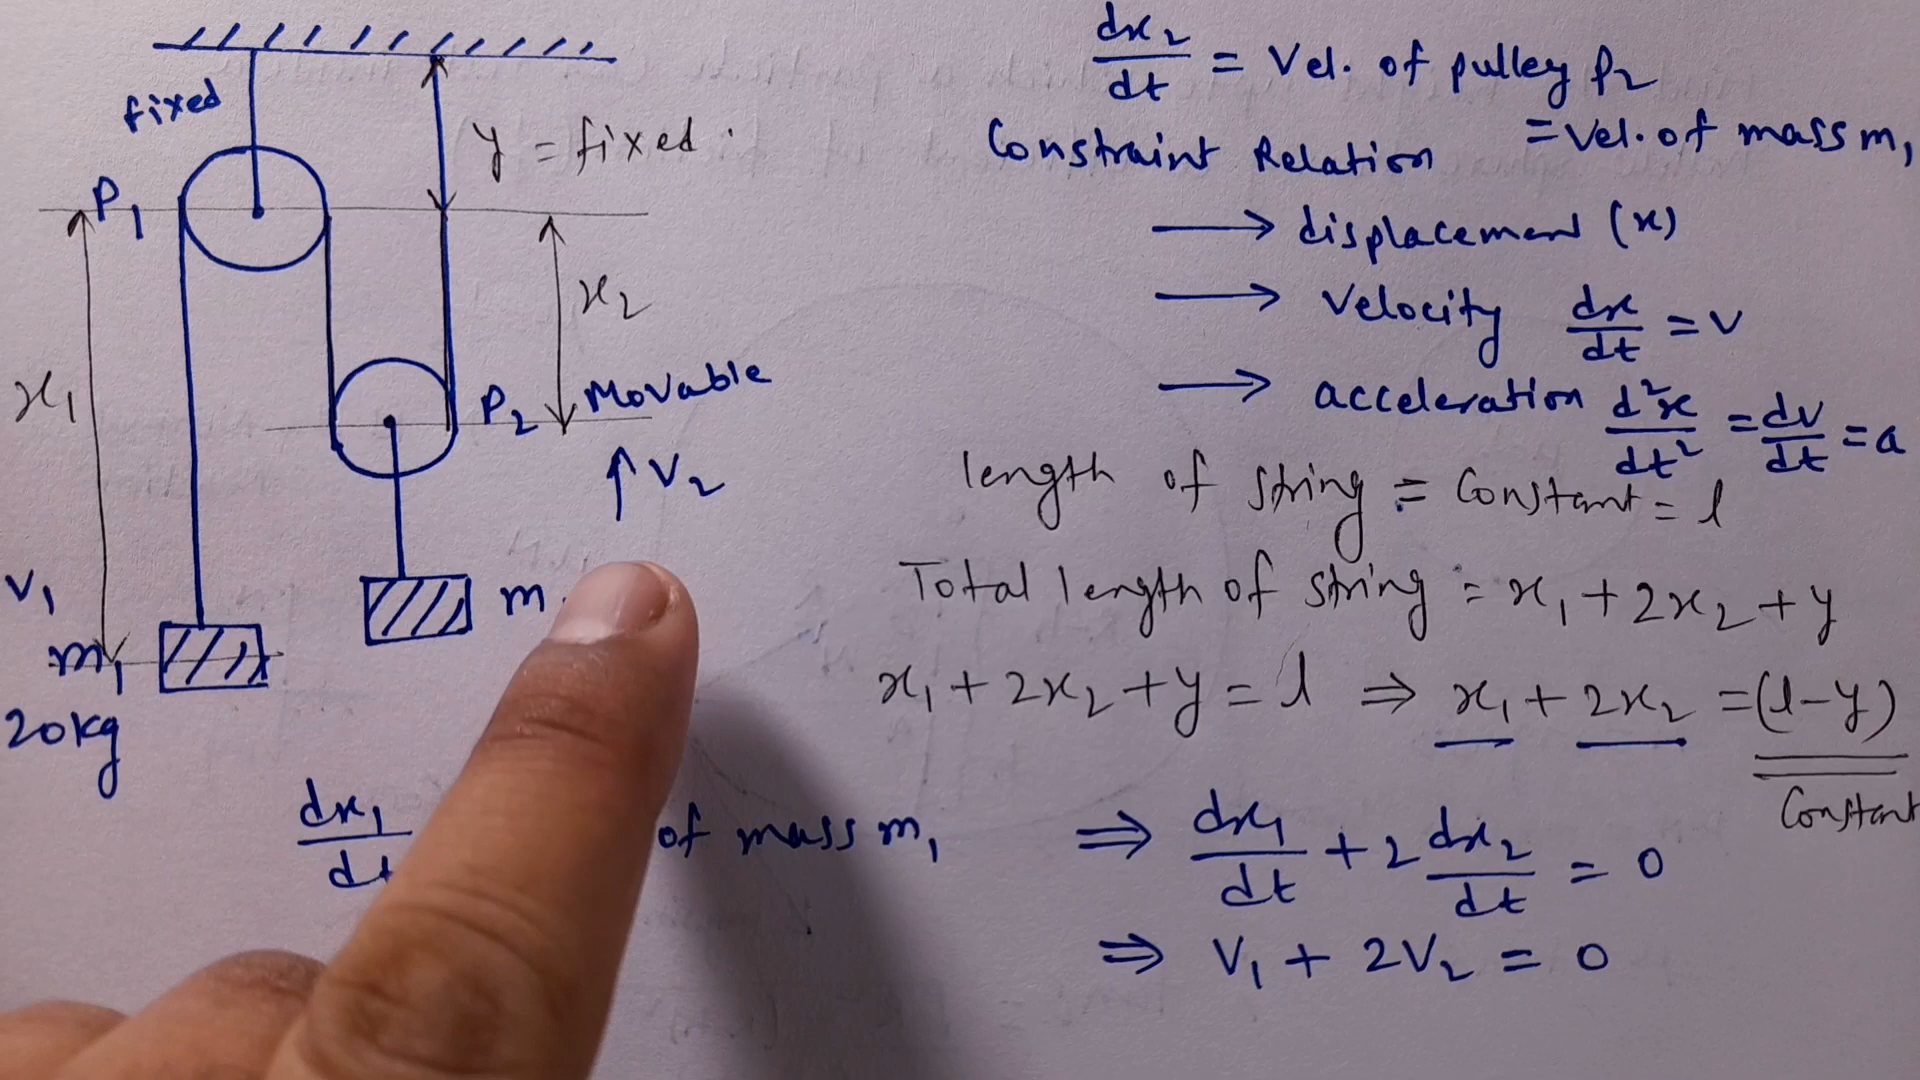 fixed
y = fixed.
P₁
x₂
x₁
P₂
Movable
↑ V₂
V₁
m₁
20kg
m
dx₂/dt = Vel. of pulley P₂
= Vel. of mass m₁
Constraint Relation
→ displacement (x)
→ Velocity dx/dt = v
→ acceleration d²x/dt² = dv/dt = a
length of string = Constant = l
Total length of string = x₁ + 2x₂ + y
x₁ + 2x₂ + y = l ⇒ x₁ + 2x₂ = (l-y)
Constant
dx₁/dt of mass m₁
⇒ dx₁/dt + 2 dx₂/dt = 0
⇒ V₁ + 2V₂ = 0